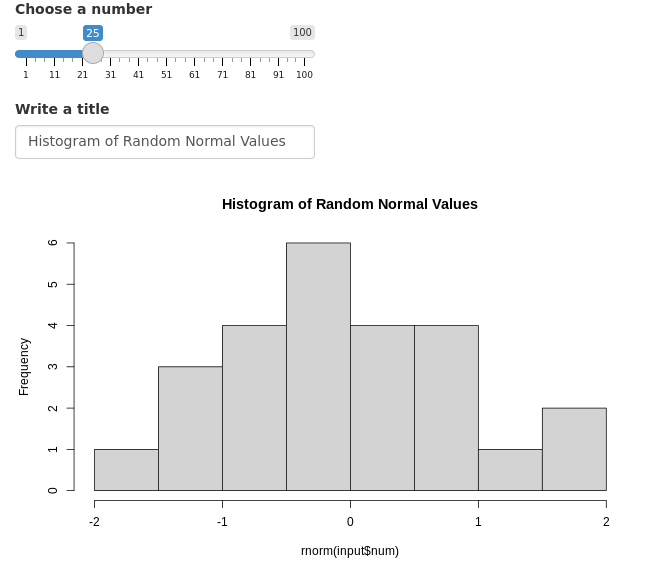 Choose a number
1 25 100
1 11 21 31 41 51 61 71 81 91 100
Write a title
Histogram of Random Normal Values
Histogram of Random Normal Values
6
5
4
3
2
1
0
Frequency
-2 -1 0 1 2
rnorm(input$num)